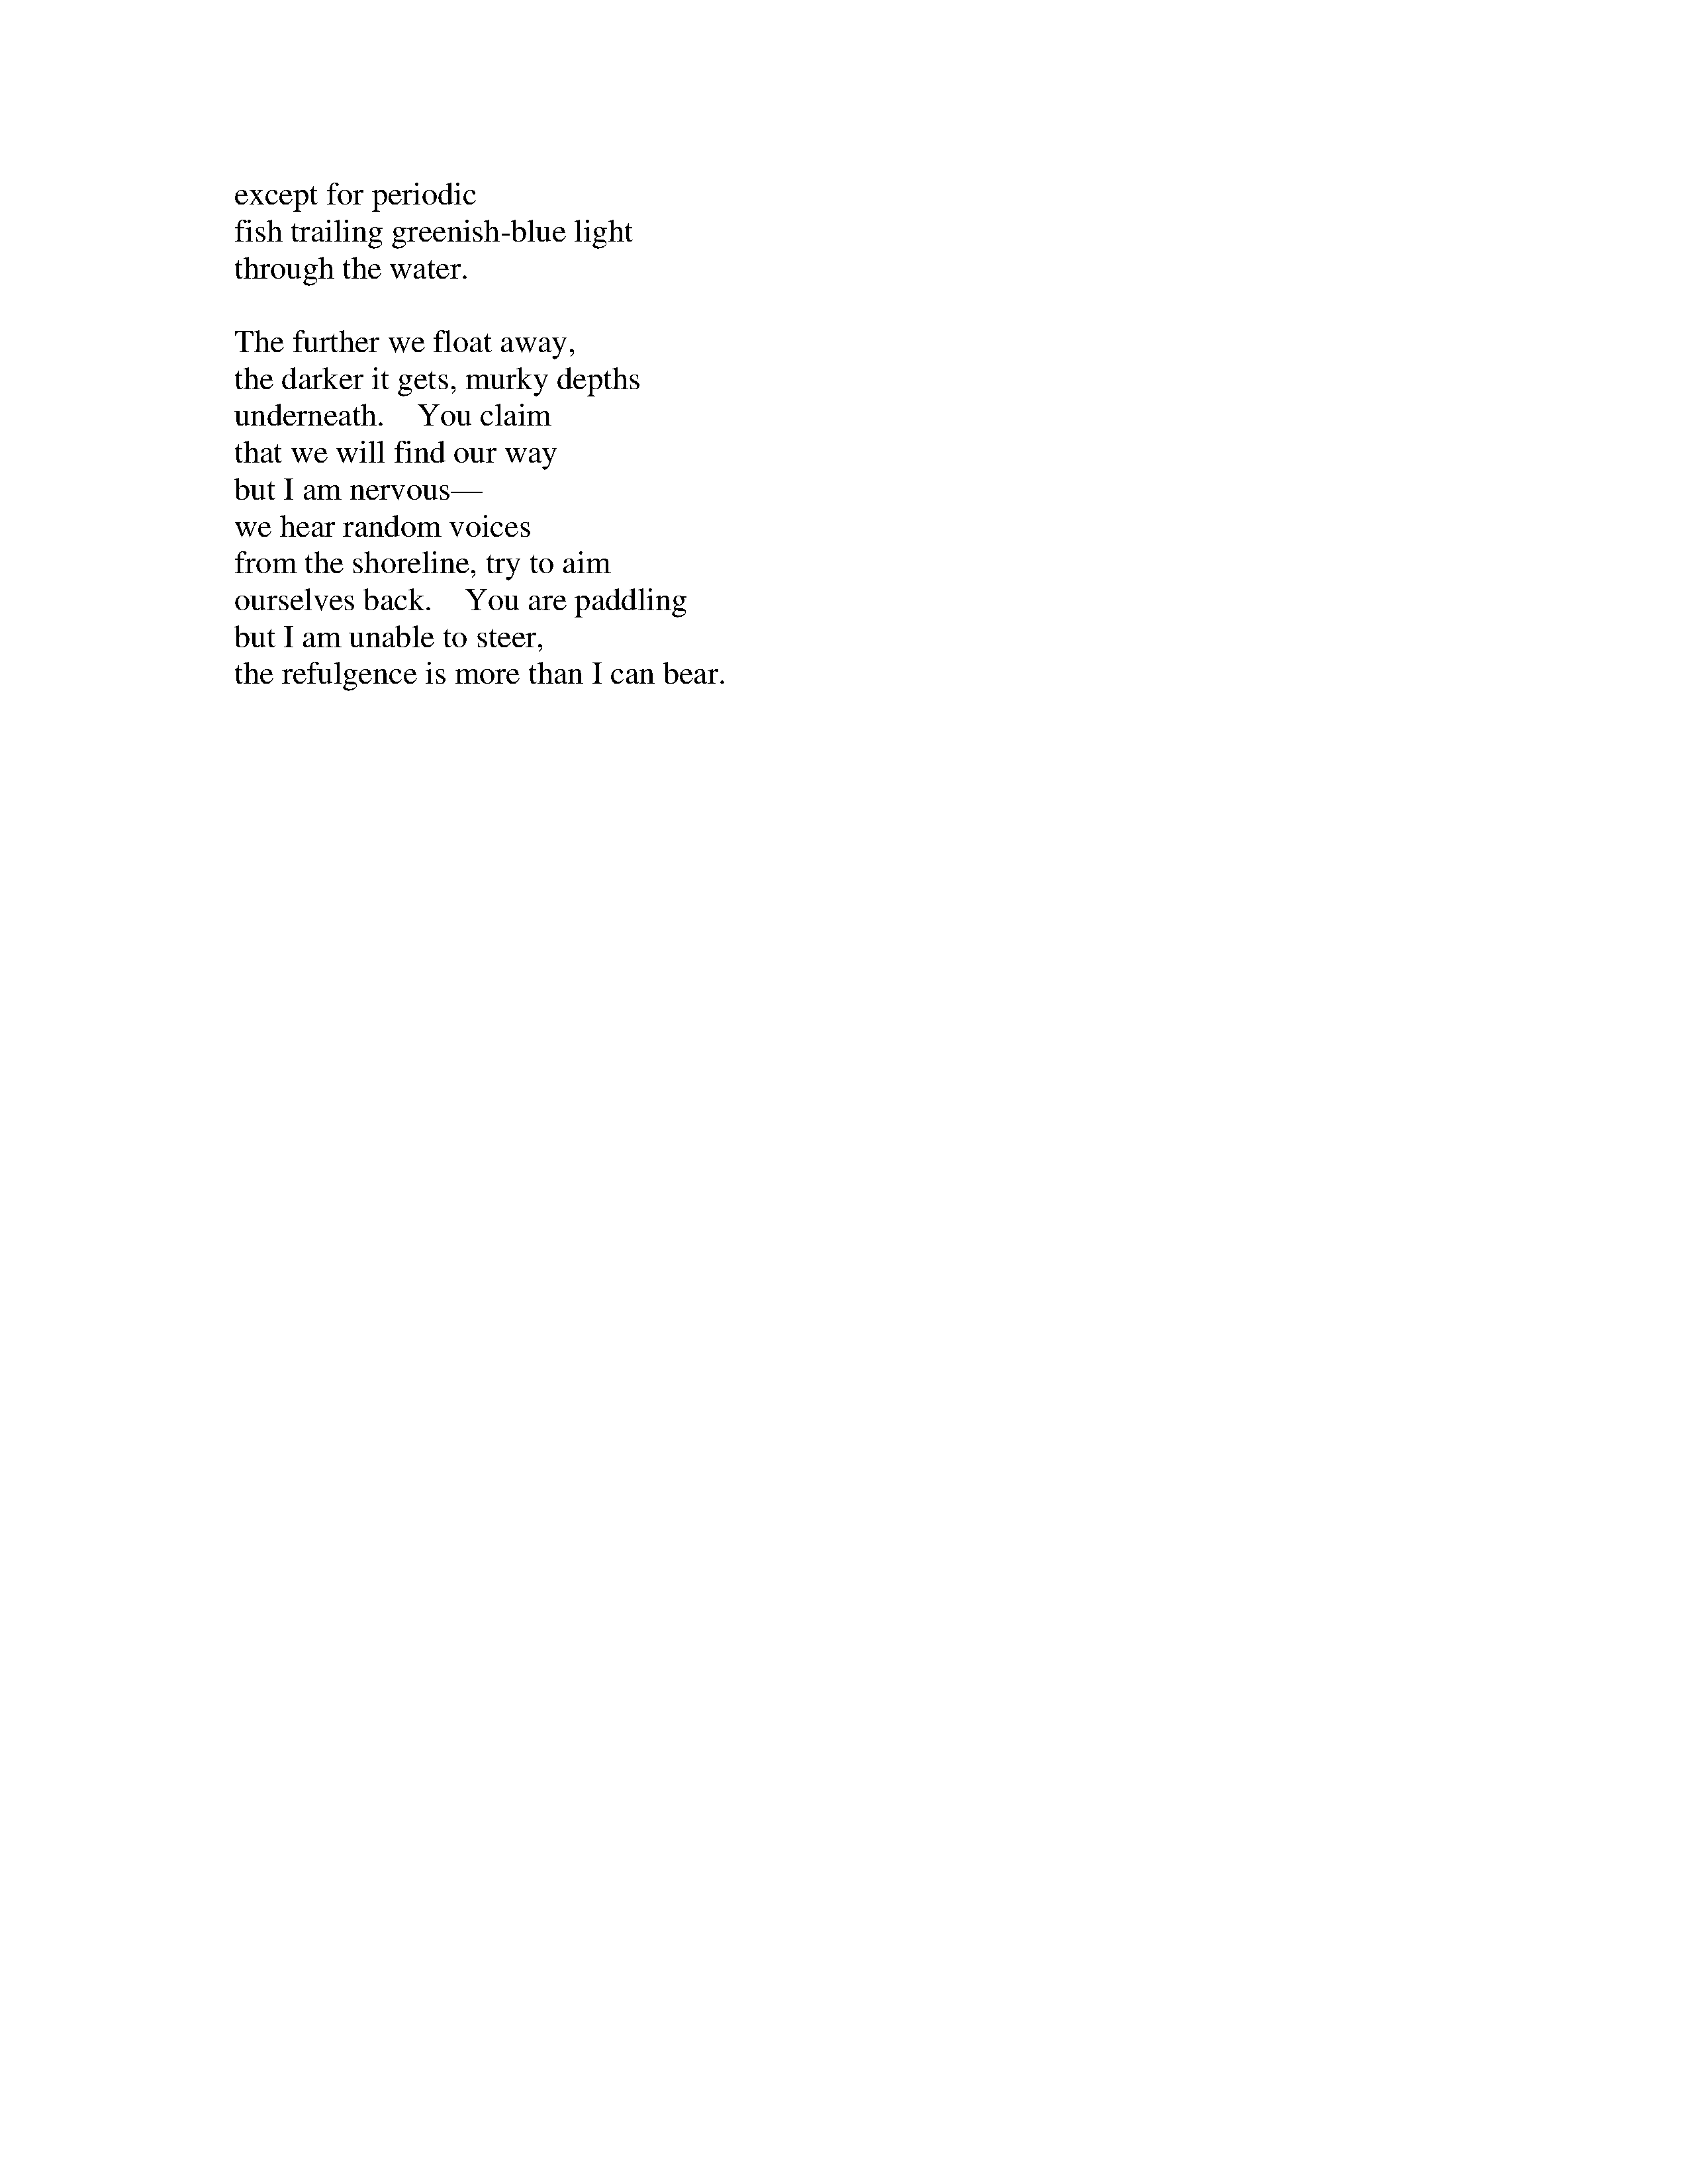 except for periodic
fish trailing greenish-blue light
through the water.

The further we float away,
the darker it gets, murky depths
underneath.    You claim
that we will find our way
but I am nervous—
we hear random voices
from the shoreline, try to aim
ourselves back.    You are paddling
but I am unable to steer,
the refulgence is more than I can bear.